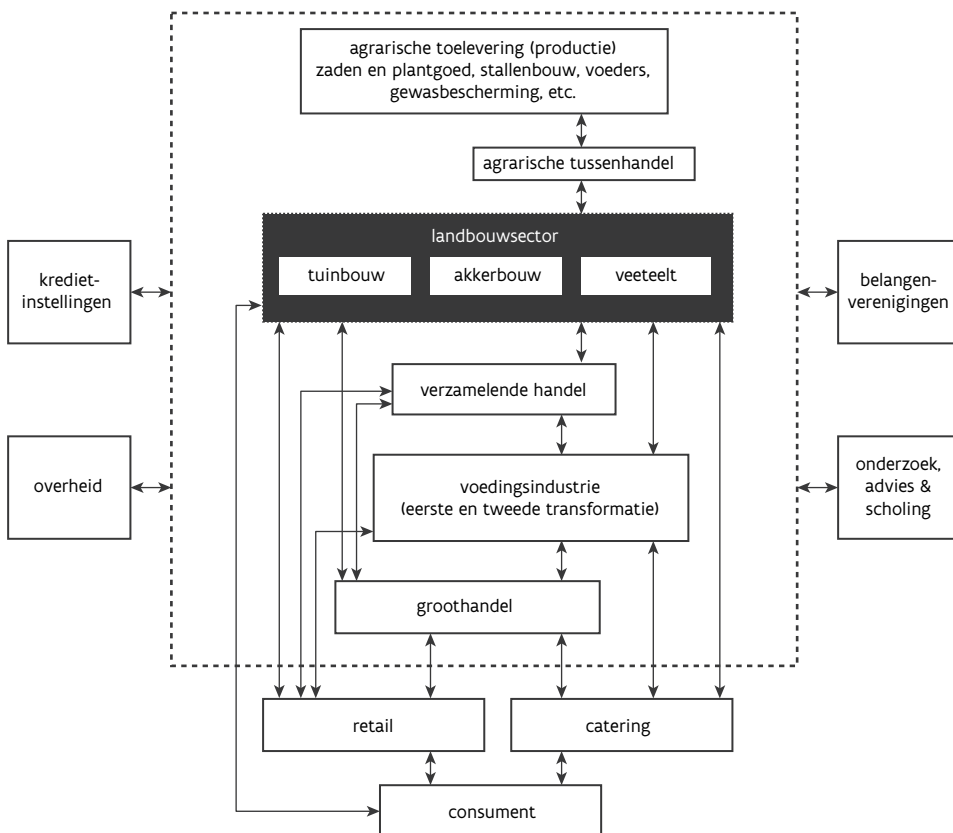 agrarische toelevering (productie)
zaden en plantgoed, stallenbouw, voeders,
gewasbescherming, etc.
agrarische tussenhandel
landbouwsector
tuinbouw
akkerbouw
veeteelt
krediet-
instellingen
belangen-
verenigingen
verzamelende handel
voedingsindustrie
(eerste en tweede transformatie)
overheid
onderzoek,
advies &
scholing
groothandel
retail
catering
consument